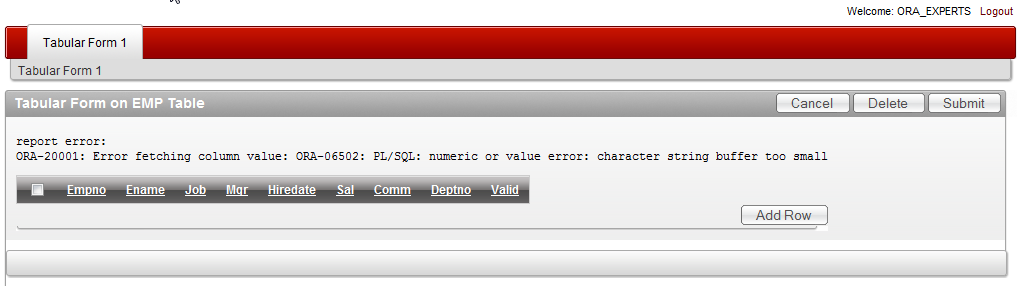 Welcome: ORA_EXPERTS Logout
Tabular Form 1
Tabular Form 1
Tabular Form on EMP Table Cancel Delete Submit
report error:
ORA-20001: Error fetching column value: ORA-06502: PL/SQL: numeric or value error: character string buffer too small
Empno Ename Job Mgr Hiredate Sal Comm Deptno Valid
Add Row